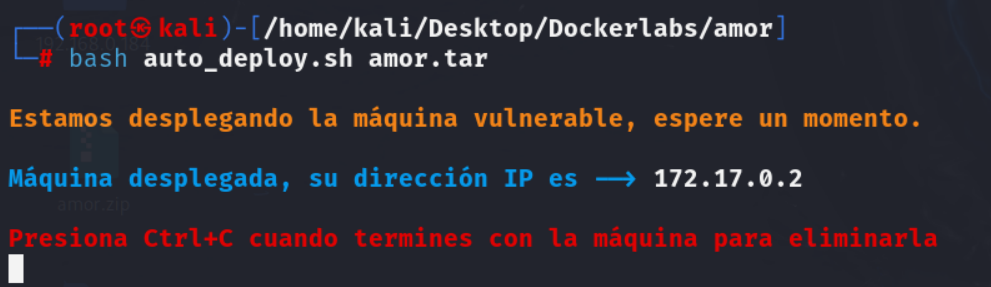 ┌──(root㉿kali)-[/home/kali/Desktop/Dockerlabs/amor]
└─# bash auto_deploy.sh amor.tar
Estamos desplegando la máquina vulnerable, espere un momento.
Máquina desplegada, su dirección IP es --> 172.17.0.2
amor.zip
Presiona Ctrl+C cuando termines con la máquina para eliminarla